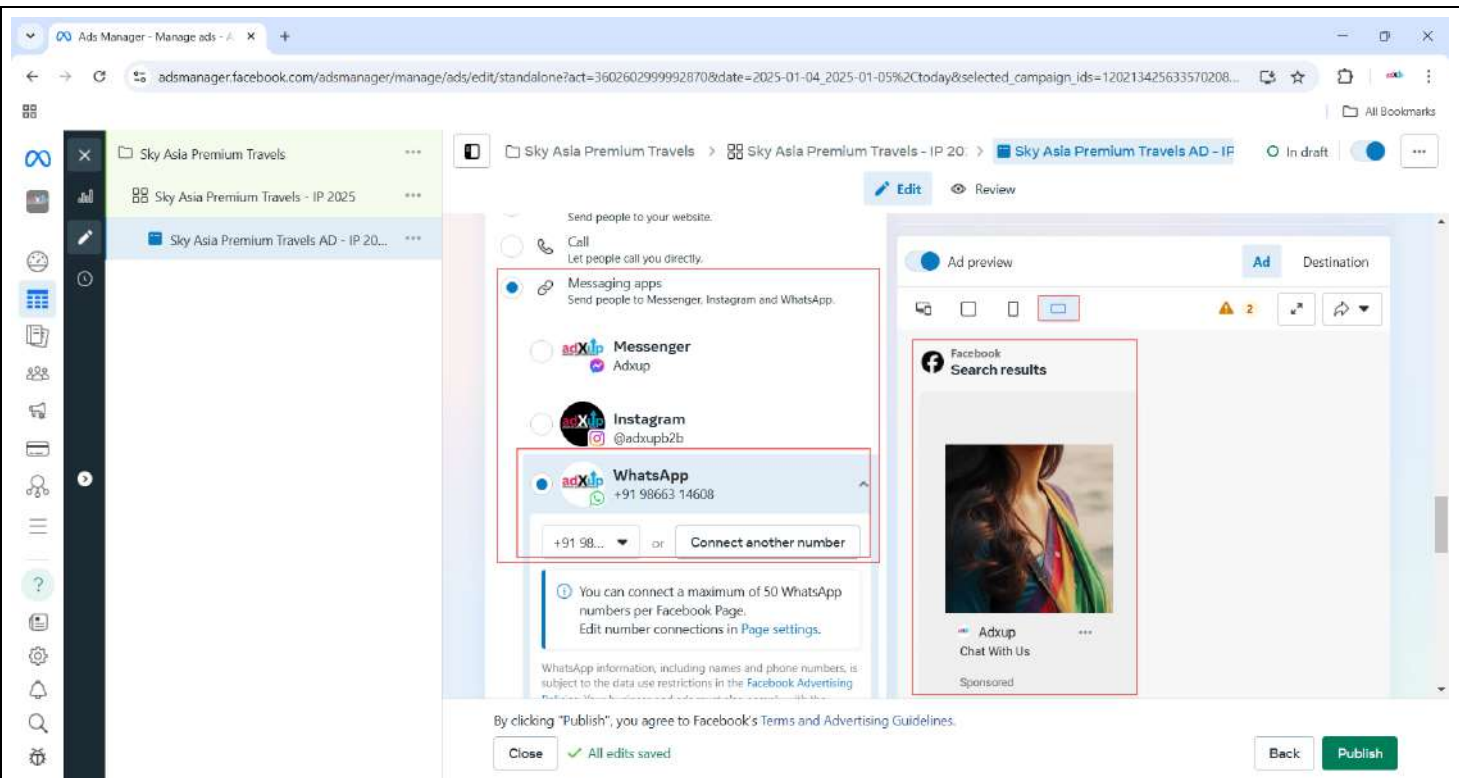 Ads Manager - Manage ads - A
adsmanager.facebook.com/adsmanager/manage/ads/edit/standalone?act=360260299999928708&date=2025-01-04_2025-01-05%2Ctoday&selected_campaign_ids=120213425633570208...
All Bookmarks
Sky Asia Premium Travels
Sky Asia Premium Travels - IP 2025
Sky Asia Premium Travels AD - IP 20...
Sky Asia Premium Travels > Sky Asia Premium Travels - IP 20: > Sky Asia Premium Travels AD - IP
In draft
Edit
Review
Send people to your website.
Call
Let people call you directly.
Messaging apps
Send people to Messenger, Instagram and WhatsApp.
adXup Messenger
Adxup
adXup Instagram
@adxupb2b
adXup WhatsApp
+91 98663 14608
+91 98... or Connect another number
You can connect a maximum of 50 WhatsApp
numbers per Facebook Page.
Edit number connections in Page settings.
WhatsApp information, including names and phone numbers, is
subject to the data use restrictions in the Facebook Advertising
Ad preview
Ad Destination
2
Facebook
Search results
Adxup
Chat With Us
Sponsored
By clicking "Publish", you agree to Facebook's Terms and Advertising Guidelines.
Close
All edits saved
Back
Publish